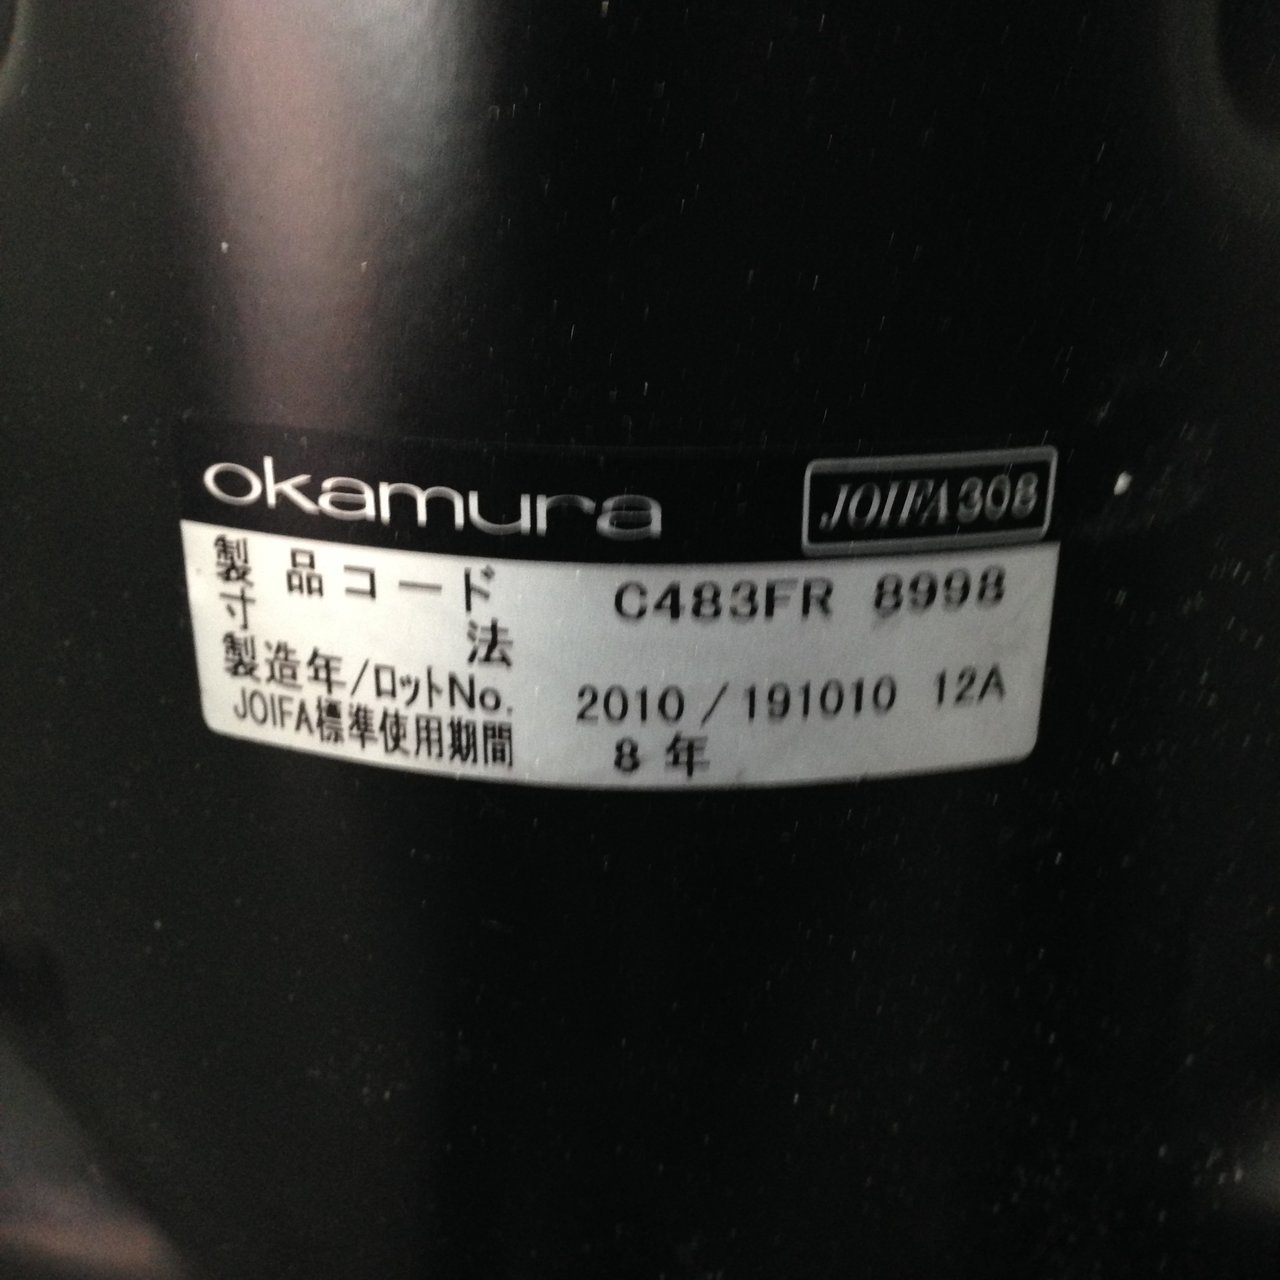 okamura JOIFA308
製品コード C483FR 8998
寸法
製造年/ロットNo. 2010 / 191010 12A
JOIFA標準使用期間 8 年